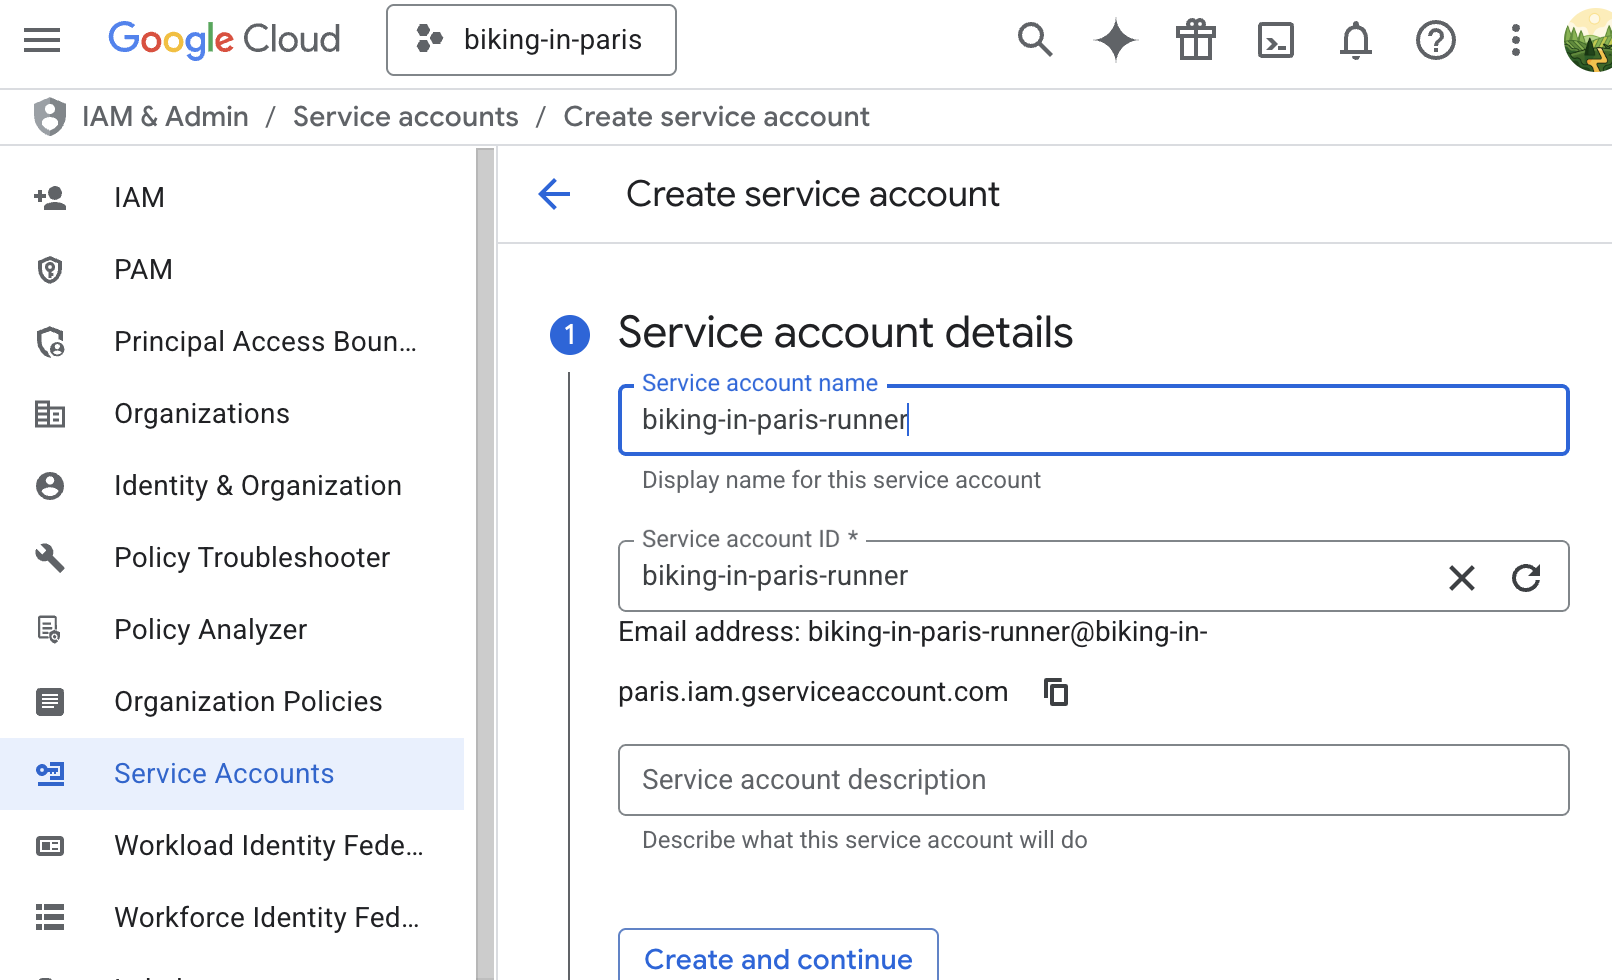 Google Cloud
biking-in-paris
IAM & Admin / Service accounts / Create service account
IAM
PAM
Principal Access Boun...
Organizations
Identity & Organization
Policy Troubleshooter
Policy Analyzer
Organization Policies
Service Accounts
Workload Identity Fede...
Workforce Identity Fed...
Create service account
1 Service account details
Service account name
biking-in-paris-runner
Display name for this service account
Service account ID *
biking-in-paris-runner
Email address: biking-in-paris-runner@biking-in-
paris.iam.gserviceaccount.com
Service account description
Describe what this service account will do
Create and continue